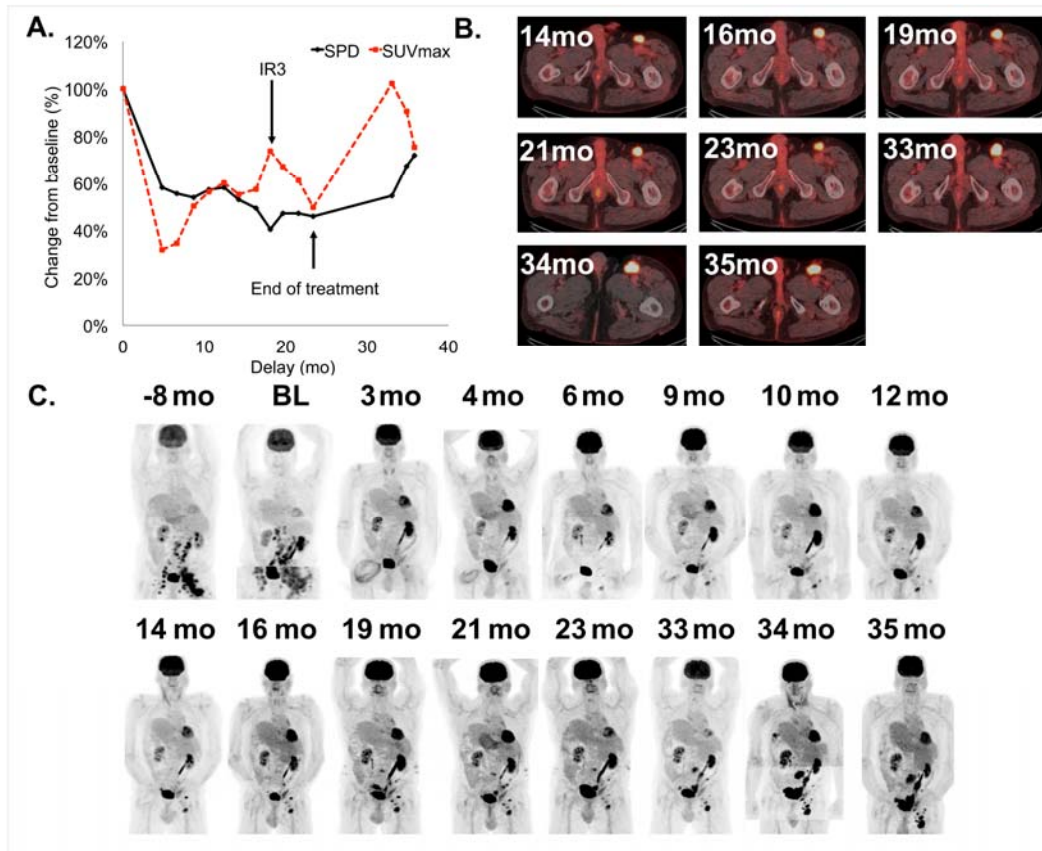 A.
120%
100%
80%
60%
40%
20%
0%
Change from baseline (%)
SPD
SUVmax
IR3
End of treatment
0
10
20
30
40
Delay (mo)
B.
14mo
16mo
19mo
21mo
23mo
33mo
34mo
35mo
C.
-8 mo
BL
3 mo
4 mo
6 mo
9 mo
10 mo
12 mo
14 mo
16 mo
19 mo
21 mo
23 mo
33 mo
34 mo
35 mo